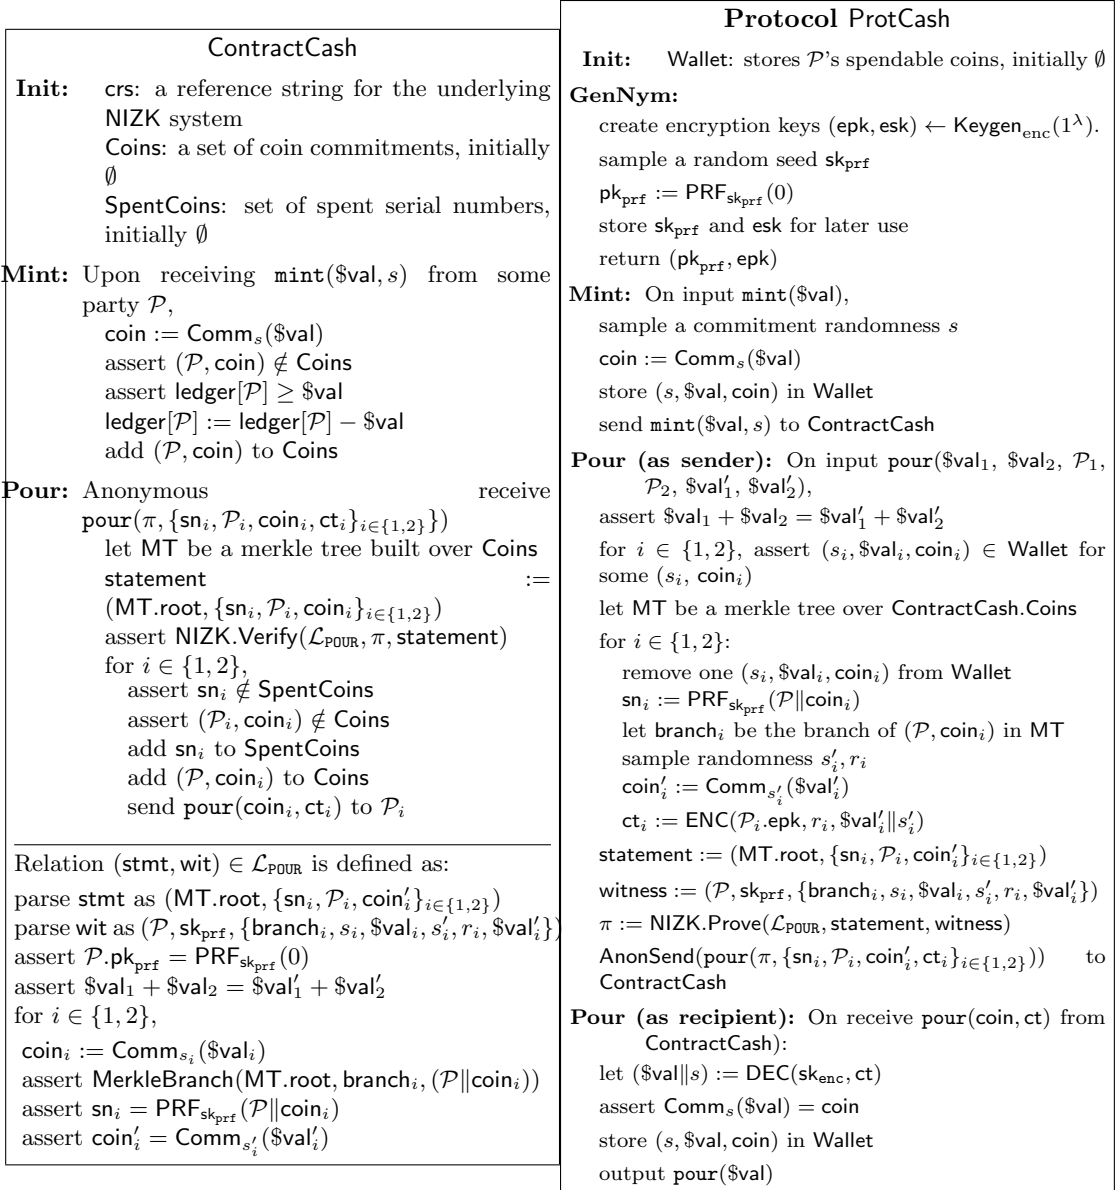 ContractCash
Init: crs: a reference string for the underlying
NIZK system
Coins: a set of coin commitments, initially
∅
SpentCoins: set of spent serial numbers,
initially ∅
Mint: Upon receiving mint($val, s) from some
party 𝒫,
coin := Comm_s($val)
assert (𝒫, coin) ∉ Coins
assert ledger[𝒫] ≥ $val
ledger[𝒫] := ledger[𝒫] − $val
add (𝒫, coin) to Coins
Pour: Anonymous receive
pour(π, {sn_i, 𝒫_i, coin_i, ct_i}_{i∈{1,2}})
let MT be a merkle tree built over Coins
statement :=
(MT.root, {sn_i, 𝒫_i, coin_i}_{i∈{1,2}})
assert NIZK.Verify(ℒ_POUR, π, statement)
for i ∈ {1, 2},
assert sn_i ∉ SpentCoins
assert (𝒫_i, coin_i) ∉ Coins
add sn_i to SpentCoins
add (𝒫, coin_i) to Coins
send pour(coin_i, ct_i) to 𝒫_i
Relation (stmt, wit) ∈ ℒ_POUR is defined as:
parse stmt as (MT.root, {sn_i, 𝒫_i, coin′_i}_{i∈{1,2}})
parse wit as (𝒫, sk_prf, {branch_i, s_i, $val_i, s′_i, r_i, $val′_i})
assert 𝒫.pk_prf = PRF_{sk_prf}(0)
assert $val_1 + $val_2 = $val′_1 + $val′_2
for i ∈ {1, 2},
coin_i := Comm_{s_i}($val_i)
assert MerkleBranch(MT.root, branch_i, (𝒫‖coin_i))
assert sn_i = PRF_{sk_prf}(𝒫‖coin_i)
assert coin′_i = Comm_{s′_i}($val′_i)
Protocol ProtCash
Init: Wallet: stores 𝒫's spendable coins, initially ∅
GenNym:
create encryption keys (epk, esk) ← Keygen_enc(1^λ).
sample a random seed sk_prf
pk_prf := PRF_{sk_prf}(0)
store sk_prf and esk for later use
return (pk_prf, epk)
Mint: On input mint($val),
sample a commitment randomness s
coin := Comm_s($val)
store (s, $val, coin) in Wallet
send mint($val, s) to ContractCash
Pour (as sender): On input pour($val_1, $val_2, 𝒫_1,
𝒫_2, $val′_1, $val′_2),
assert $val_1 + $val_2 = $val′_1 + $val′_2
for i ∈ {1, 2}, assert (s_i, $val_i, coin_i) ∈ Wallet for
some (s_i, coin_i)
let MT be a merkle tree over ContractCash.Coins
for i ∈ {1, 2}:
remove one (s_i, $val_i, coin_i) from Wallet
sn_i := PRF_{sk_prf}(𝒫‖coin_i)
let branch_i be the branch of (𝒫, coin_i) in MT
sample randomness s′_i, r_i
coin′_i := Comm_{s′_i}($val′_i)
ct_i := ENC(𝒫_i.epk, r_i, $val′_i‖s′_i)
statement := (MT.root, {sn_i, 𝒫_i, coin′_i}_{i∈{1,2}})
witness := (𝒫, sk_prf, {branch_i, s_i, $val_i, s′_i, r_i, $val′_i})
π := NIZK.Prove(ℒ_POUR, statement, witness)
AnonSend(pour(π, {sn_i, 𝒫_i, coin′_i, ct_i}_{i∈{1,2}})) to
ContractCash
Pour (as recipient): On receive pour(coin, ct) from
ContractCash):
let ($val‖s) := DEC(sk_enc, ct)
assert Comm_s($val) = coin
store (s, $val, coin) in Wallet
output pour($val)